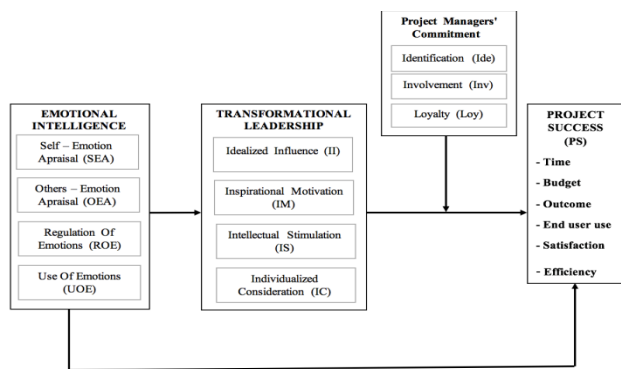 Project Managers'
Commitment
Identification (Ide)
Involvement (Inv)
Loyalty (Loy)
EMOTIONAL
INTELLIGENCE
Self – Emotion
Apraisal (SEA)
Others – Emotion
Apraisal (OEA)
Regulation Of
Emotions (ROE)
Use Of Emotions
(UOE)
TRANSFORMATIONAL
LEADERSHIP
Idealized Influence (II)
Inspirational Motivation
(IM)
Intellectual Stimulation
(IS)
Individualized
Consideration (IC)
PROJECT
SUCCESS
(PS)
- Time
- Budget
- Outcome
- End user use
- Satisfaction
- Efficiency